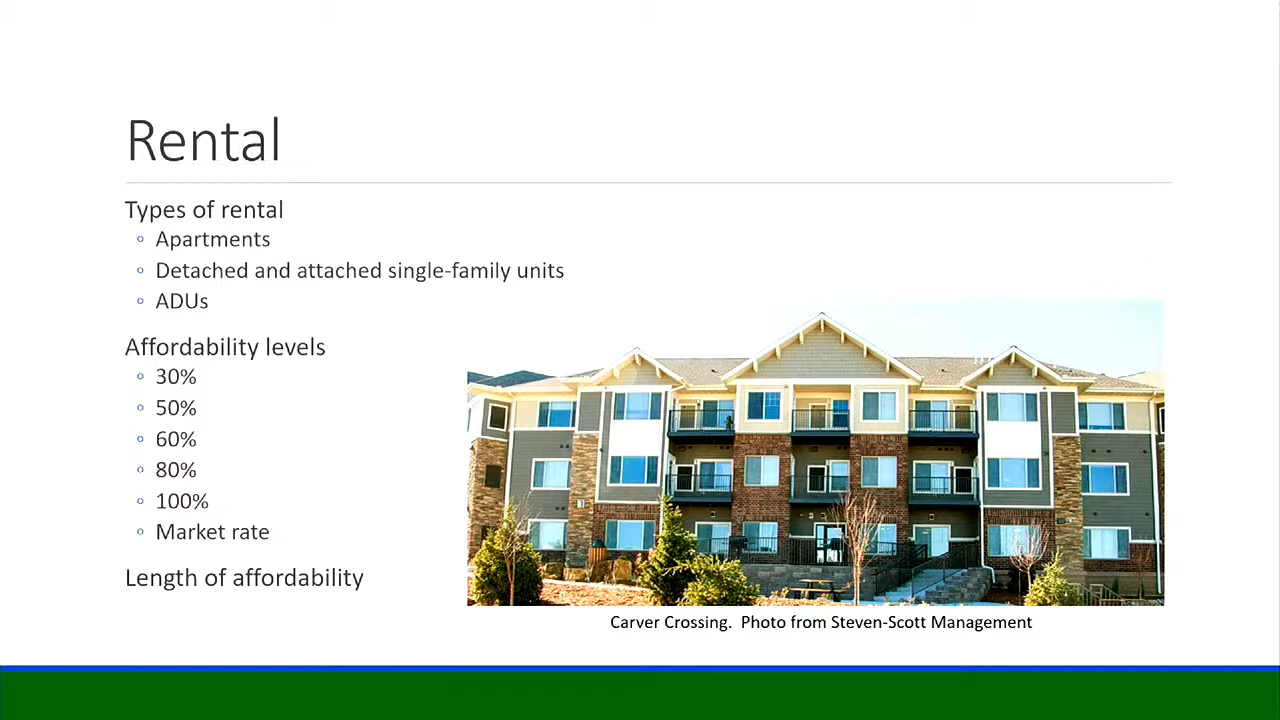 Rental
Types of rental
Apartments
Detached and attached single-family units
ADUs
Affordability levels
30%
50%
60%
80%
100%
Market rate
Length of affordability
Carver Crossing.  Photo from Steven-Scott Management